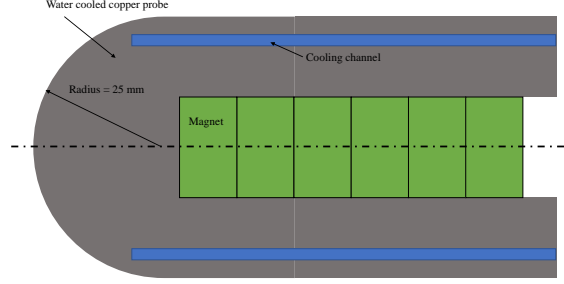 Water cooled copper probe
Cooling channel
Radius = 25 mm
Magnet